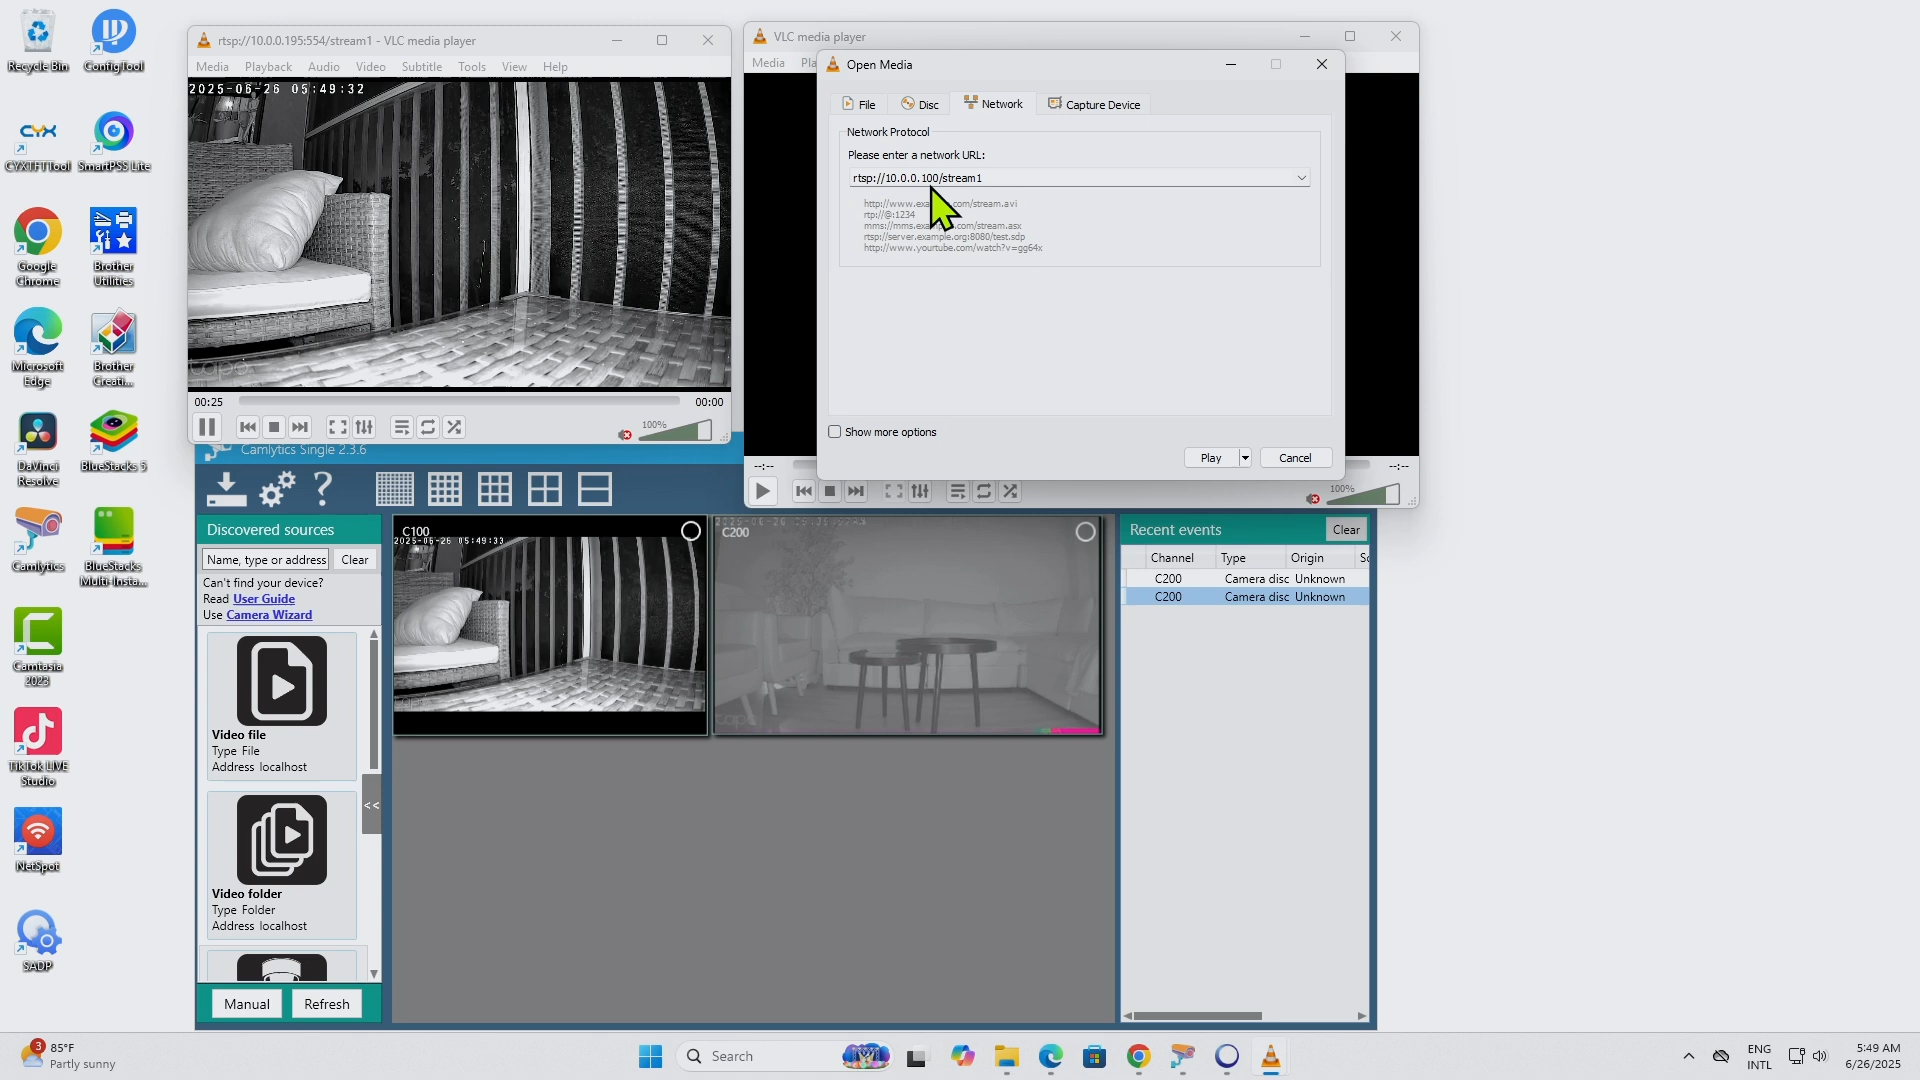 Recycle Bin
ConfigTool
CYXTFTTool
SmartPSS Lite
Google
Chrome
Brother
Utilities
Microsoft
Edge
Brother
Creati...
DaVinci
Resolve
BlueStacks 5
Camlytics
BlueStacks
Multi-Insta...
Camtasia
2023
TikTok LIVE
Studio
NetSpot
SADP
rtsp://10.0.0.195:554/stream1 - VLC media player
Media Playback Audio Video Subtitle Tools View Help
2025-06-26 05:49:32
tapo
00:25
00:00
100%
VLC media player
Media
Open Media
File
Disc
Network
Capture Device
Network Protocol
Please enter a network URL:
rtsp://10.0.0.100/stream1
http://www.example.com/stream.avi
rtp://@:1234
mms://mms.examples.com/stream.asx
rtsp://server.example.org:8080/test.sdp
http://www.yourtube.com/watch?v=gg64x
Show more options
Play
Cancel
--:--
--:--
100%
Camlytics Single 2.3.6
Discovered sources
Name, type or address
Clear
Can't find your device?
Read User Guide
Use Camera Wizard
Video file
Type File
Address localhost
Video folder
Type Folder
Address localhost
<<
Manual
Refresh
C100
2025-06-26 05:49:33
C200
tapo
Recent events
Clear
Channel Type Origin
C200 Camera disc Unknown
C200 Camera disc Unknown
3
85°F
Partly sunny
Search
ENG
INTL
5:49 AM
6/26/2025